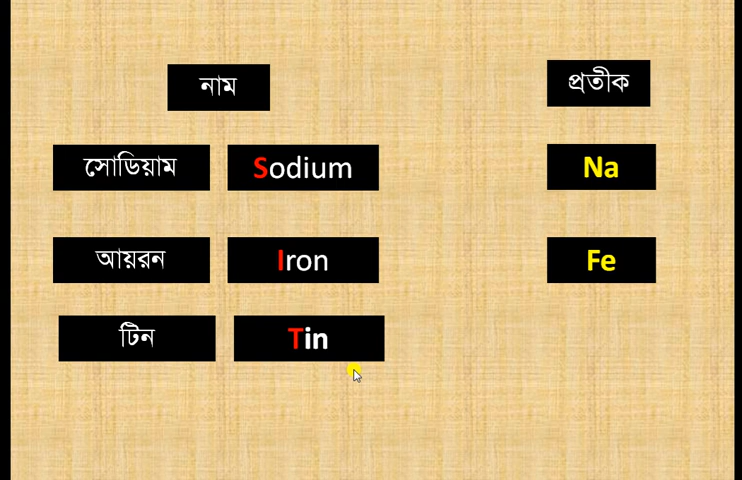 নাম প্রতীক
সোডিয়াম Sodium Na
আয়রন Iron Fe
টিন Tin